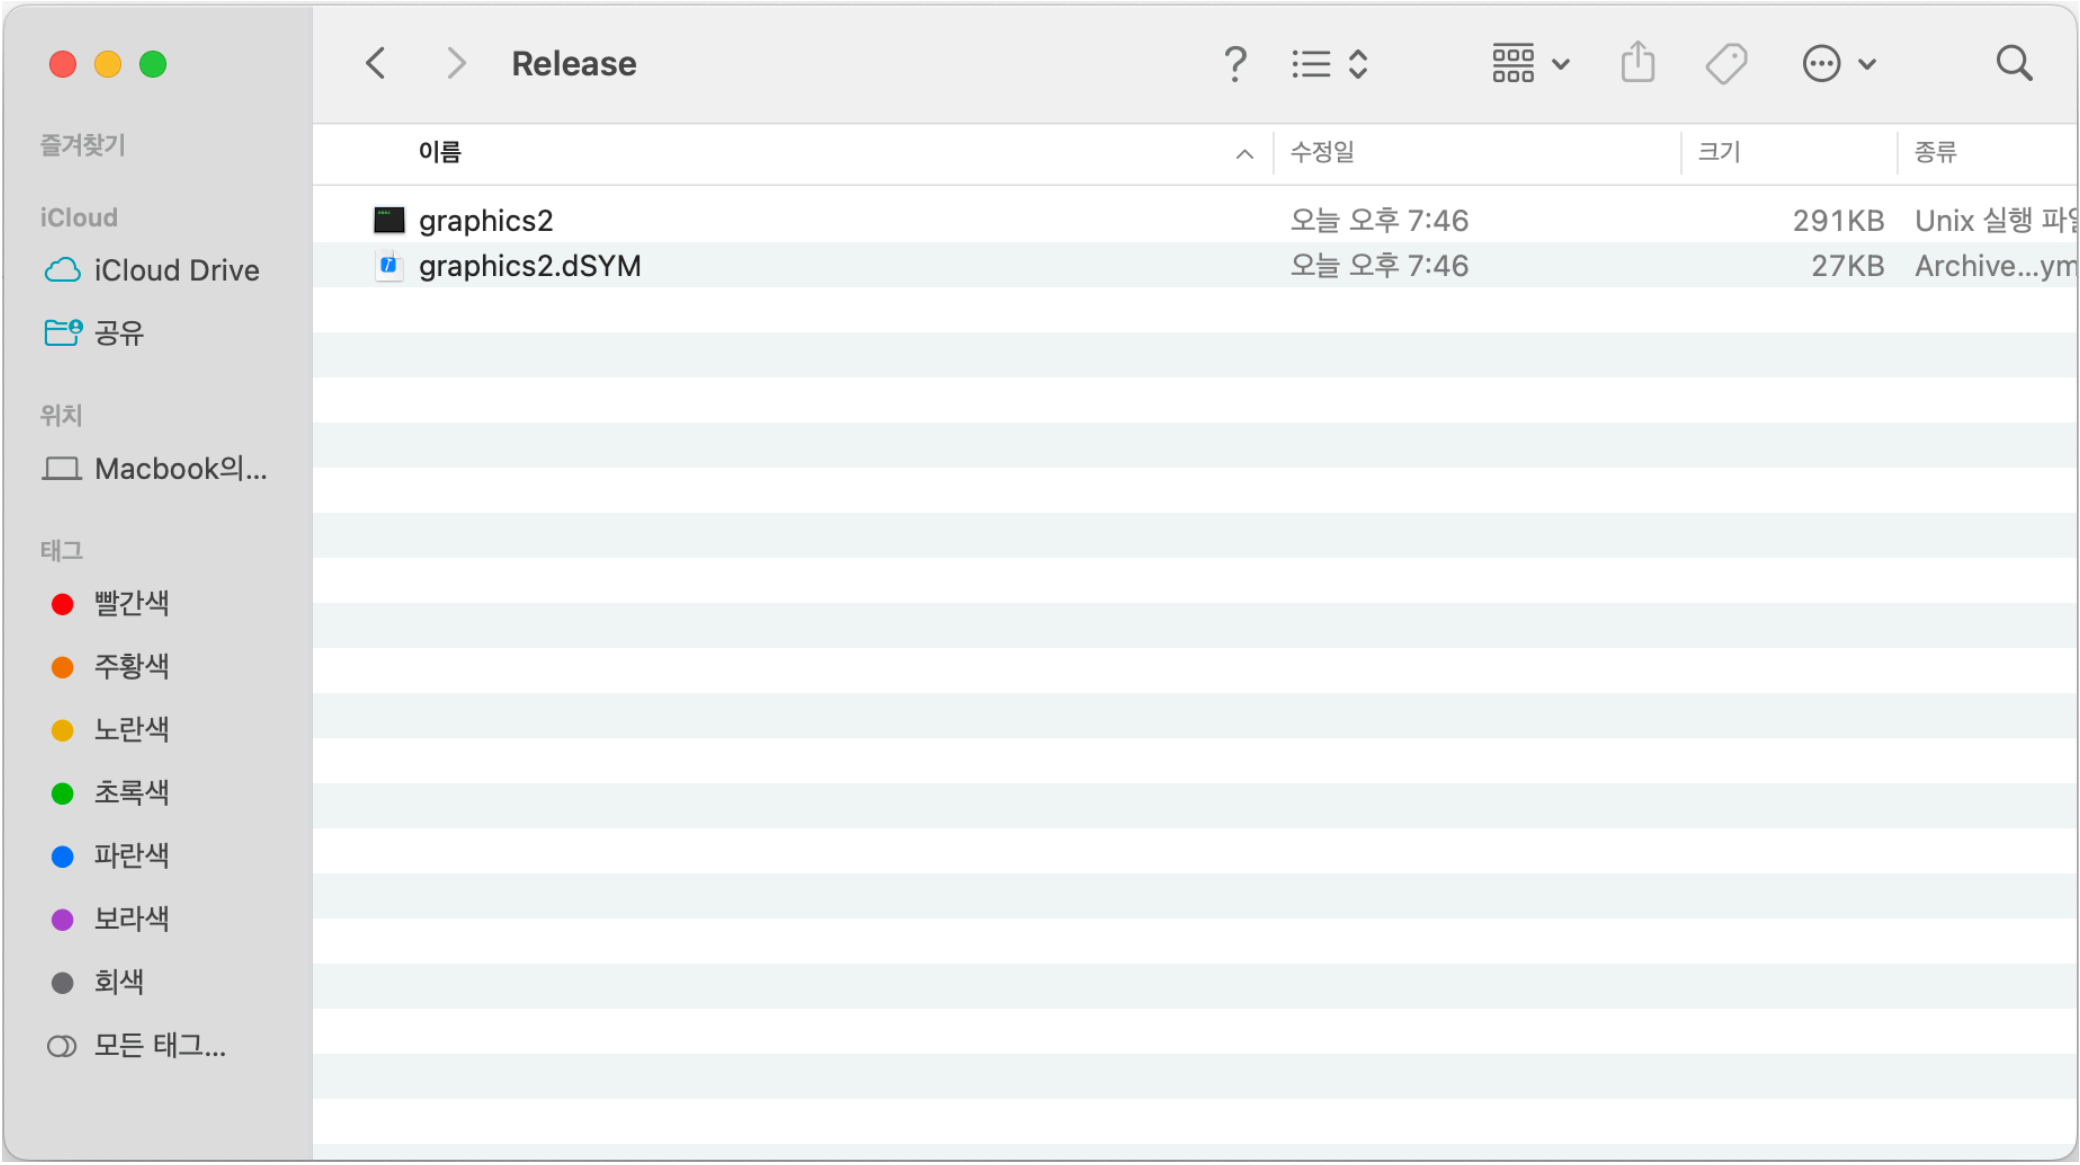 Release
즐겨찾기
iCloud
iCloud Drive
공유
위치
Macbook의...
태그
빨간색
주황색
노란색
초록색
파란색
보라색
회색
모든 태그...
이름 수정일 크기 종류
graphics2 오늘 오후 7:46 291KB Unix 실행
graphics2.dSYM 오늘 오후 7:46 27KB Archive...ym